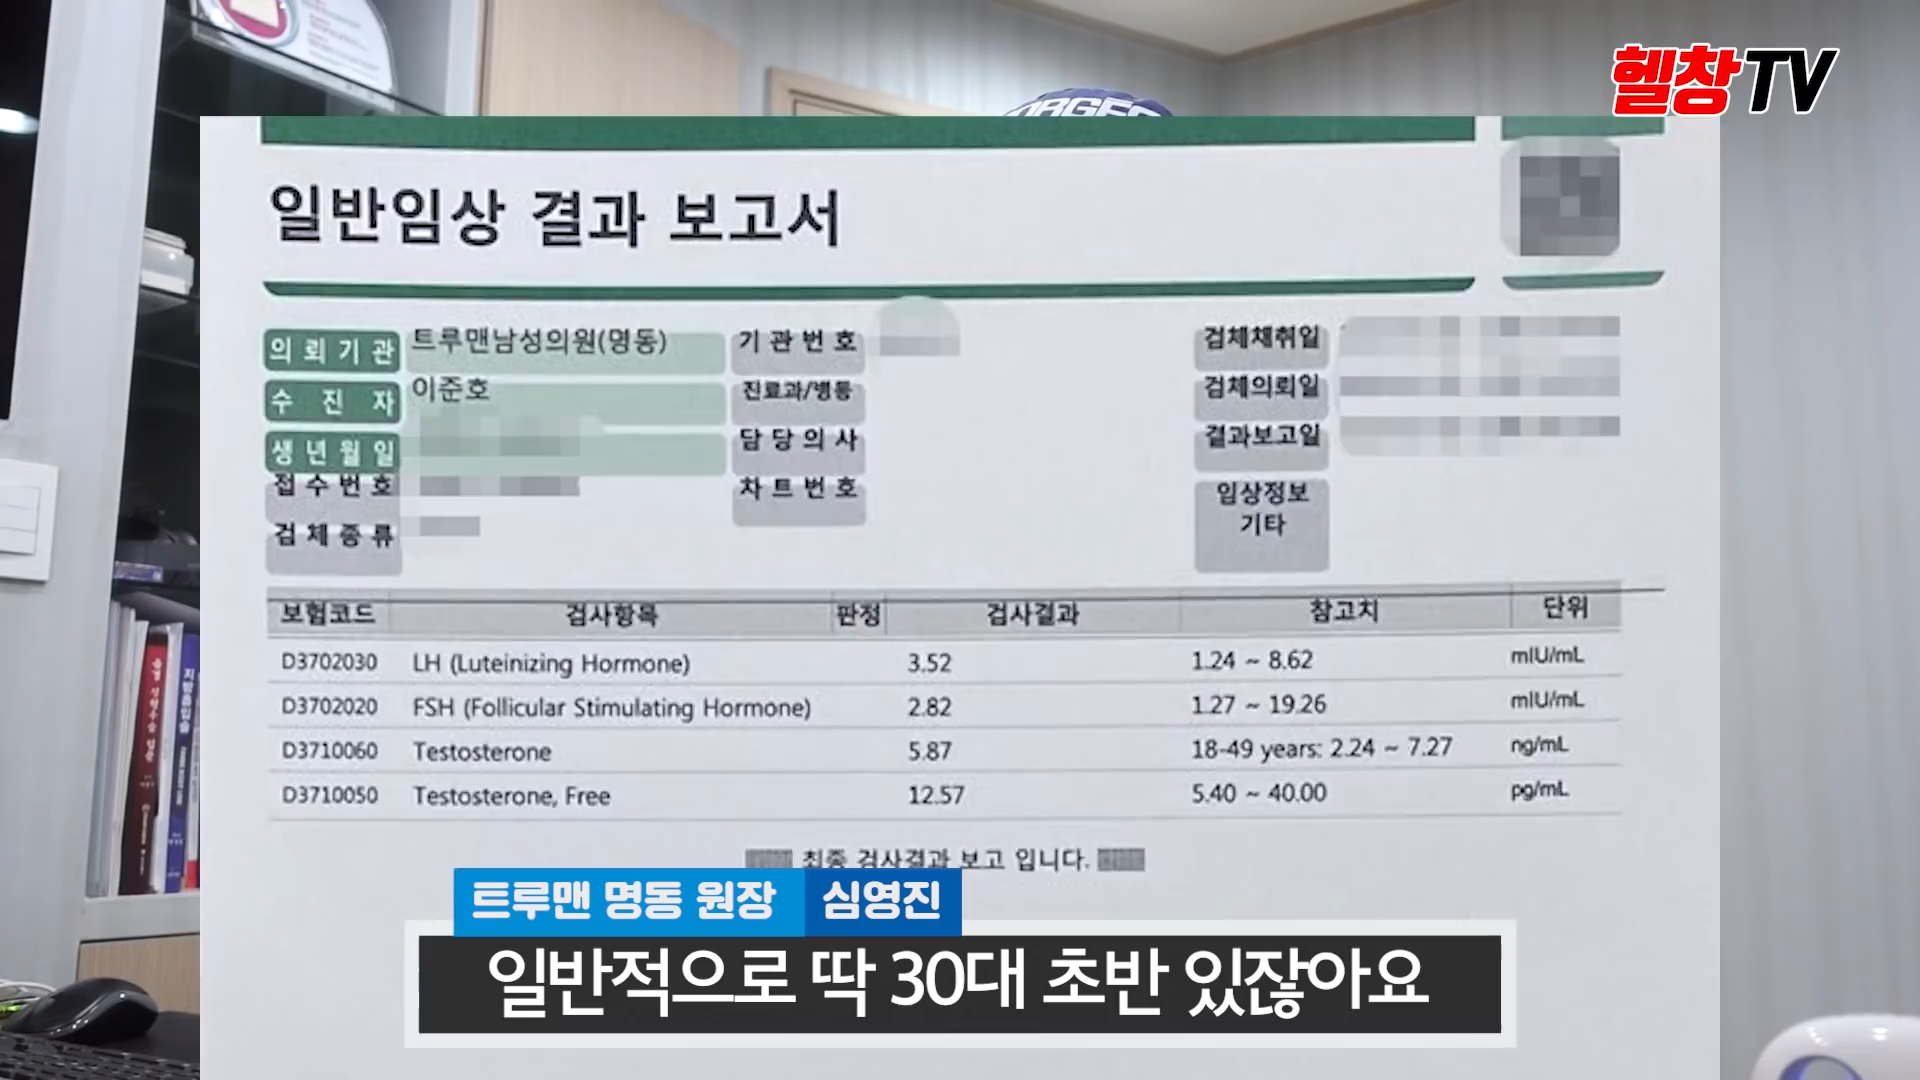 헬창TV
일반임상 결과 보고서
의뢰기관 트루맨남성의원(명동) 기관번호 검체채취일
수진자 이준호 진료과/병동 검체의뢰일
생년월일 담당의사 결과보고일
접수번호 차트번호 임상정보
기타
검체종류
보험코드 검사항목 판정 검사결과 참고치 단위
D3702030 LH (Luteinizing Hormone) 3.52 1.24 ~ 8.62 mIU/mL
D3702020 FSH (Follicular Stimulating Hormone) 2.82 1.27 ~ 19.26 mIU/mL
D3710060 Testosterone 5.87 18-49 years: 2.24 ~ 7.27 ng/mL
D3710050 Testosterone, Free 12.57 5.40 ~ 40.00 pg/mL
최종 검사결과 보고 입니다.
트루맨 명동 원장 심영진
일반적으로 딱 30대 초반 있잖아요